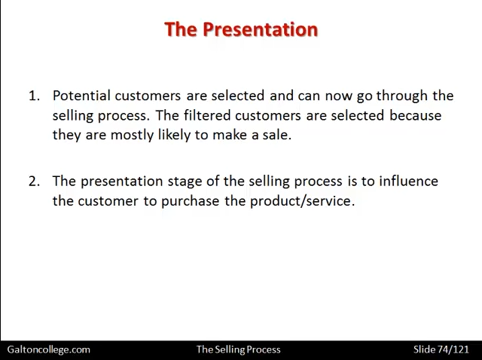 The Presentation
1. Potential customers are selected and can now go through the
selling process. The filtered customers are selected because
they are mostly likely to make a sale.
2. The presentation stage of the selling process is to influence
the customer to purchase the product/service.
Galtoncollege.com The Selling Process Slide 74/121